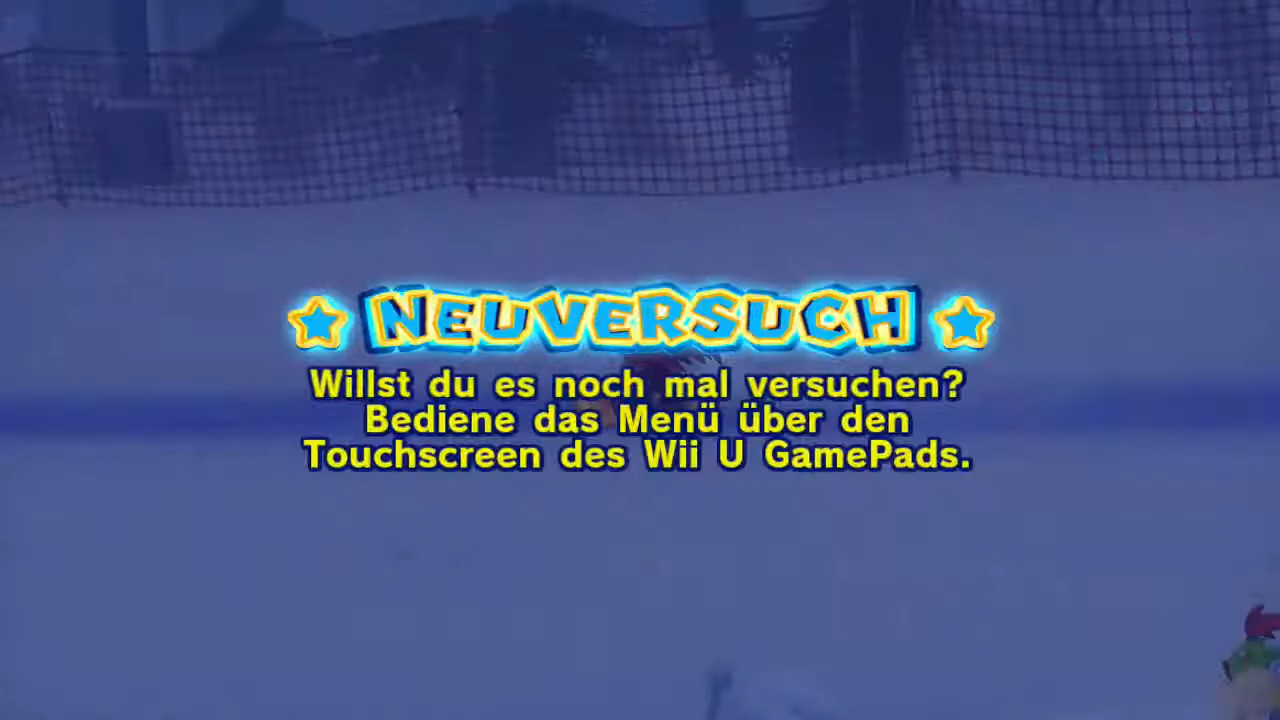 NEUVERSUCH
Willst du es noch mal versuchen?
Bediene das Menü über den
Touchscreen des Wii U GamePads.